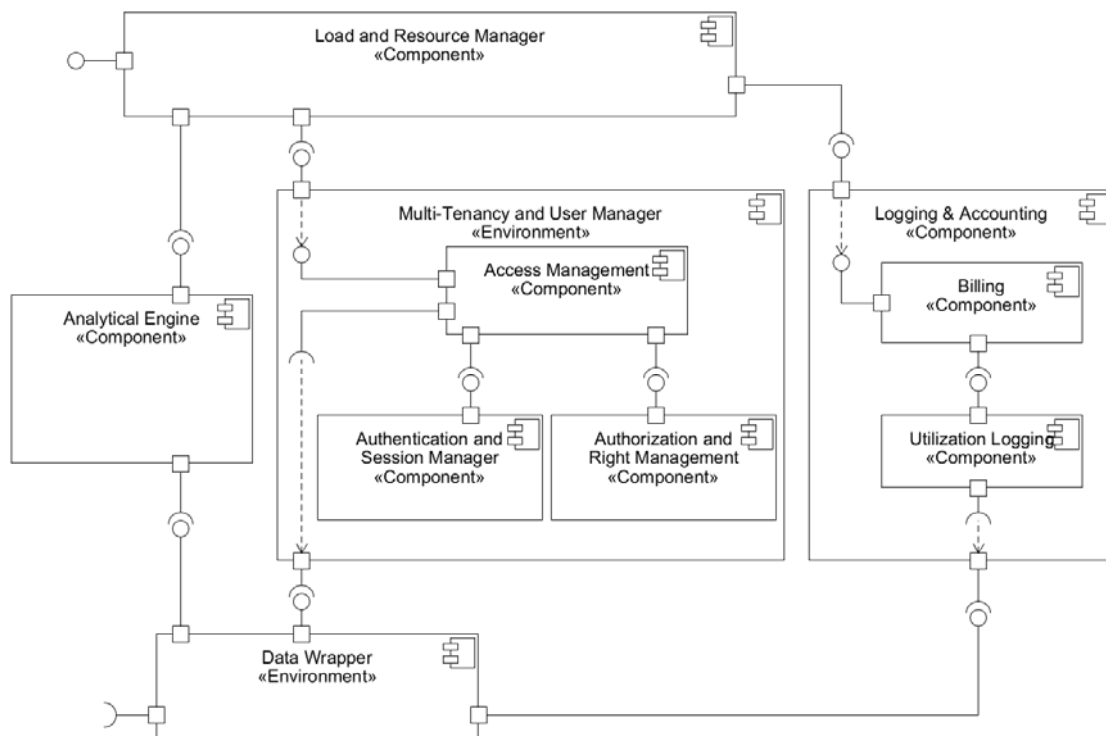 Load and Resource Manager
«Component»
Multi-Tenancy and User Manager
«Environment»
Logging & Accounting
«Component»
Access Management
«Component»
Billing
«Component»
Analytical Engine
«Component»
Authentication and
Session Manager
«Component»
Authorization and
Right Management
«Component»
Utilization Logging
«Component»
Data Wrapper
«Environment»